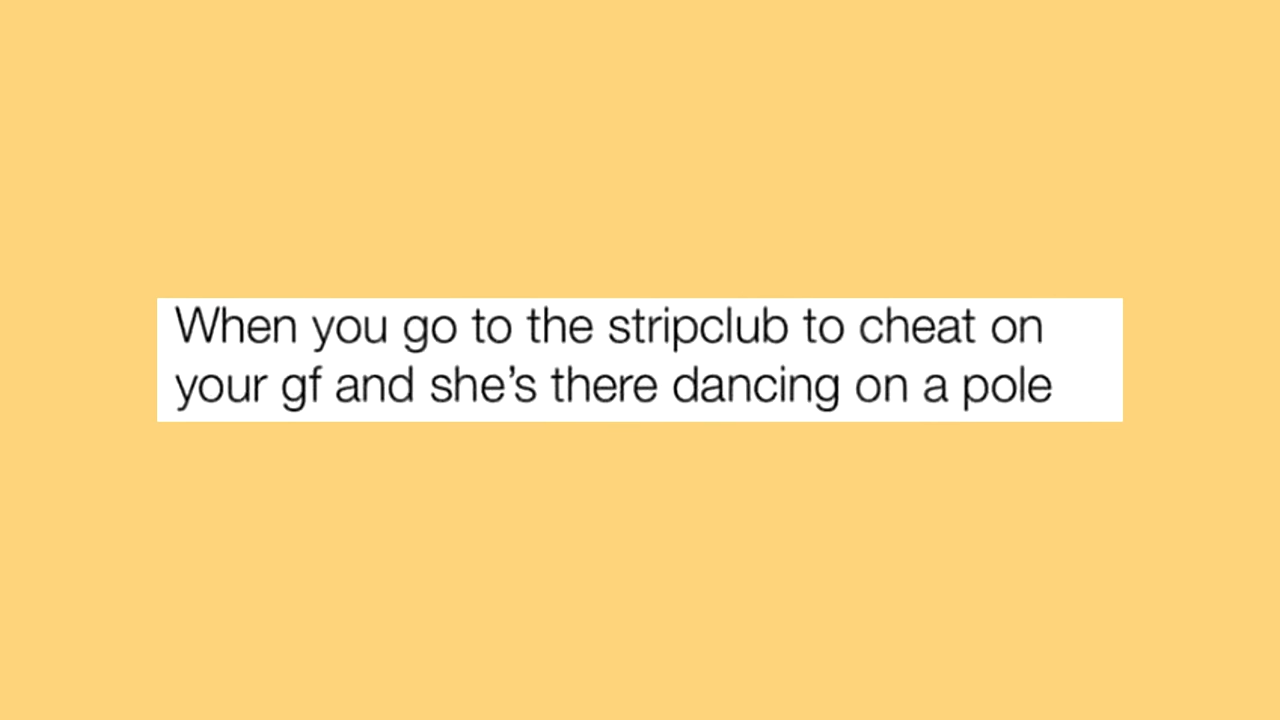 When you go to the stripclub to cheat on
your gf and she’s there dancing on a pole